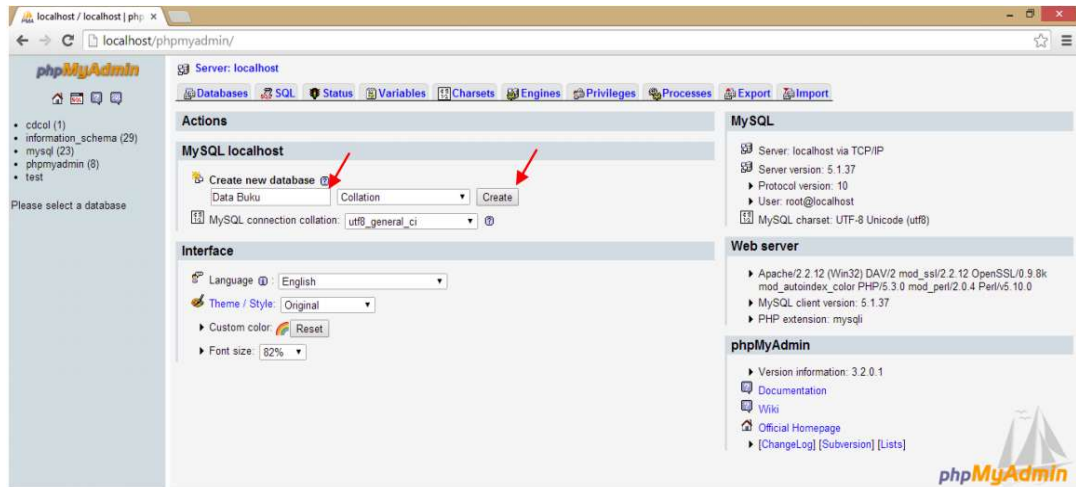 localhost / localhost | php
localhost/phpmyadmin/
phpMyAdmin
cdcol (1)
information_schema (29)
mysql (23)
phpmyadmin (8)
test
Please select a database
Server: localhost
Databases SQL Status Variables Charsets Engines Privileges Processes Export Import
Actions
MySQL localhost
Create new database
Data Buku Collation Create
MySQL connection collation: utf8_general_ci
Interface
Language : English
Theme / Style: Original
Custom color: Reset
Font size: 82%
MySQL
Server: localhost via TCP/IP
Server version: 5.1.37
Protocol version: 10
User: root@localhost
MySQL charset: UTF-8 Unicode (utf8)
Web server
Apache/2.2.12 (Win32) DAV/2 mod_ssl/2.2.12 OpenSSL/0.9.8k
mod_autoindex_color PHP/5.3.0 mod_perl/2.0.4 Perl/v5.10.0
MySQL client version: 5.1.37
PHP extension: mysqli
phpMyAdmin
Version information: 3.2.0.1
Documentation
Wiki
Official Homepage
[ChangeLog] [Subversion] [Lists]
phpMyAdmin